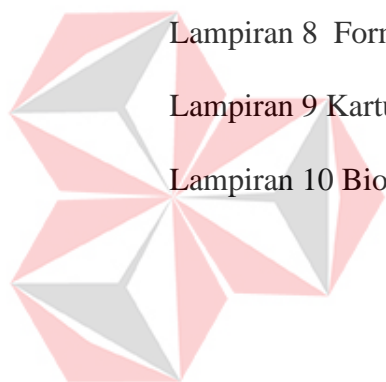 Lampiran 8 Form
Lampiran 9 Kartu
Lampiran 10 Bio